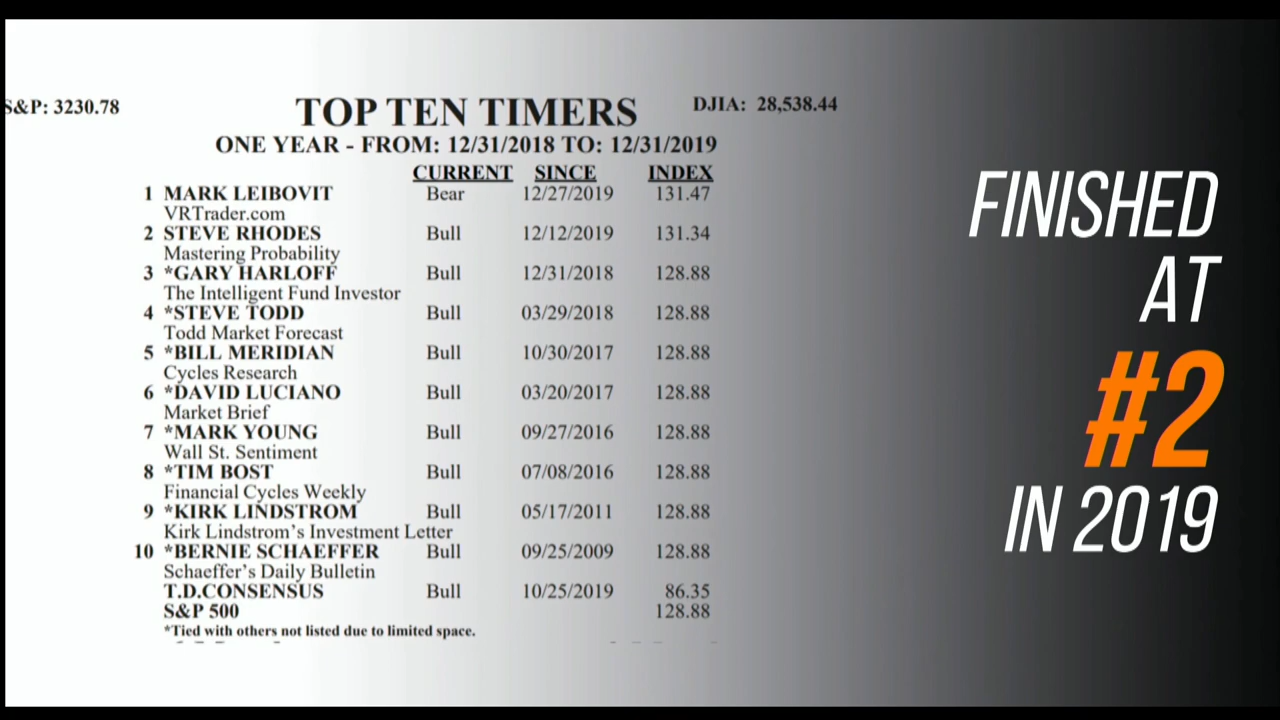 S&P: 3230.78
TOP TEN TIMERS
DJIA: 28,538.44
ONE YEAR - FROM: 12/31/2018 TO: 12/31/2019
CURRENT SINCE INDEX
1 MARK LEIBOVIT Bear 12/27/2019 131.47
VRTrader.com
2 STEVE RHODES Bull 12/12/2019 131.34
Mastering Probability
3 *GARY HARLOFF Bull 12/31/2018 128.88
The Intelligent Fund Investor
4 *STEVE TODD Bull 03/29/2018 128.88
Todd Market Forecast
5 *BILL MERIDIAN Bull 10/30/2017 128.88
Cycles Research
6 *DAVID LUCIANO Bull 03/20/2017 128.88
Market Brief
7 *MARK YOUNG Bull 09/27/2016 128.88
Wall St. Sentiment
8 *TIM BOST Bull 07/08/2016 128.88
Financial Cycles Weekly
9 *KIRK LINDSTROM Bull 05/17/2011 128.88
Kirk Lindstrom's Investment Letter
10 *BERNIE SCHAEFFER Bull 09/25/2009 128.88
Schaeffer's Daily Bulletin
T.D.CONSENSUS Bull 10/25/2019 86.35
S&P 500 128.88
*Tied with others not listed due to limited space.
FINISHED
AT
#2
IN 2019